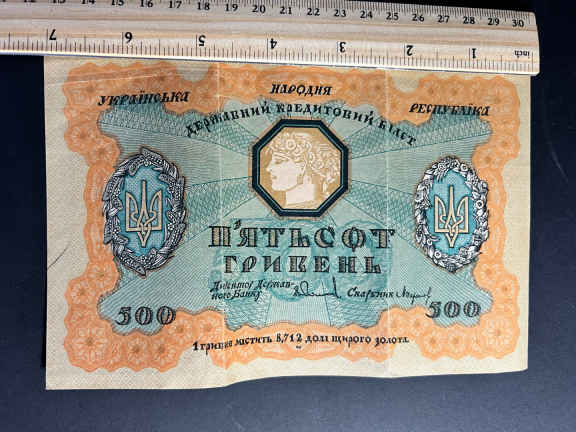 13 14 15 16 17 18 19 20 21 22 23 24 25 26 27 28 29 30
7 6 5 4 3 2 1 inch
УКРАЇНСЬКА НАРОДНЯ РЕСПУБЛІКА
ДЕРЖАВНИЙ КРЕДИТОВИЙ БІЛЕТ
П'ЯТЬСОТ
ГРИВЕНЬ
Директор Держав-
ного Банку Скарбник
500 500
1 гривня містить 8,712 долі щирого золота.